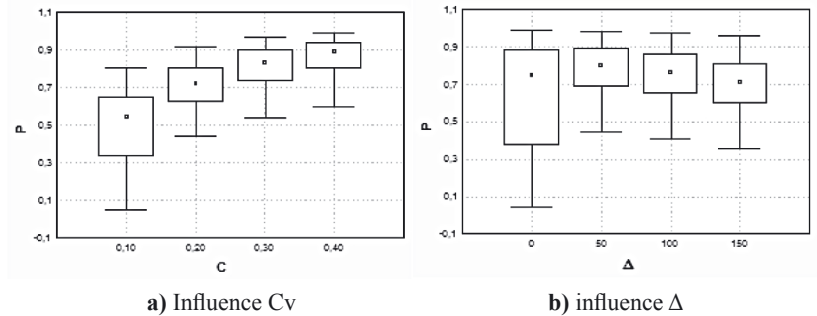 1,1
0,9
0,7
0,5
0,3
0,1
-0,1
P
0,10 0,20 0,30 0,40
C
1,1
0,9
0,7
0,5
0,3
0,1
-0,1
P
0 50 100 150
Δ
a) Influence Cv
b) influence Δ